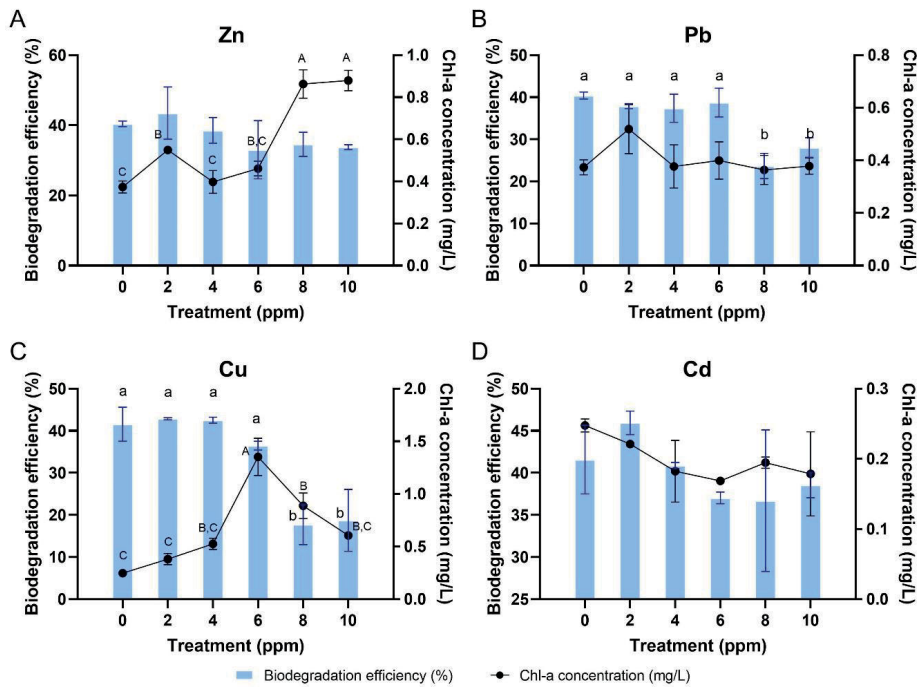 A
Zn
Biodegradation efficiency (%)
60
40
20
0
C
B
C
B,C
A
A
1.0
0.8
0.6
0.4
0.2
0.0
Chl-a concentration (mg/L)
0 2 4 6 8 10
Treatment (ppm)
B
Pb
Biodegradation efficiency (%)
50
40
30
20
10
0
a
a
a
a
b
b
0.8
0.6
0.4
0.2
0.0
Chl-a concentration (mg/L)
0 2 4 6 8 10
Treatment (ppm)
C
Cu
Biodegradation efficiency (%)
50
40
30
20
10
0
a
a
a
a
b
b
C
C
B,C
A
B
B,C
2.0
1.5
1.0
0.5
0.0
Chl-a concentration (mg/L)
0 2 4 6 8 10
Treatment (ppm)
D
Cd
Biodegradation efficiency (%)
50
45
40
35
30
25
0.3
0.2
0.1
0.0
Chl-a concentration (mg/L)
0 2 4 6 8 10
Treatment (ppm)
Biodegradation efficiency (%)
Chl-a concentration (mg/L)